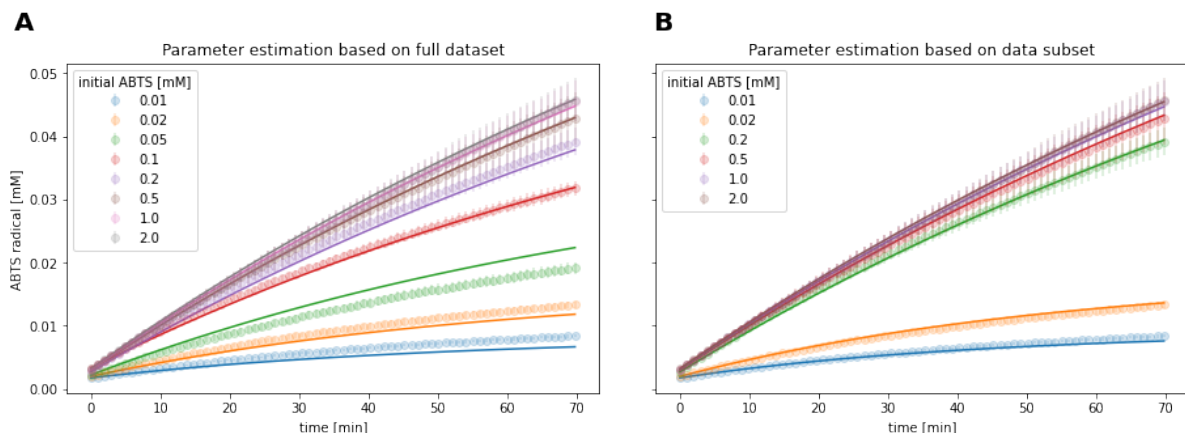 A
Parameter estimation based on full dataset
ABTS radical [mM]
0.05
0.04
0.03
0.02
0.01
0.00
initial ABTS [mM]
0.01
0.02
0.05
0.1
0.2
0.5
1.0
2.0
0 10 20 30 40 50 60 70
time [min]
B
Parameter estimation based on data subset
initial ABTS [mM]
0.01
0.02
0.2
0.5
1.0
2.0
0 10 20 30 40 50 60 70
time [min]